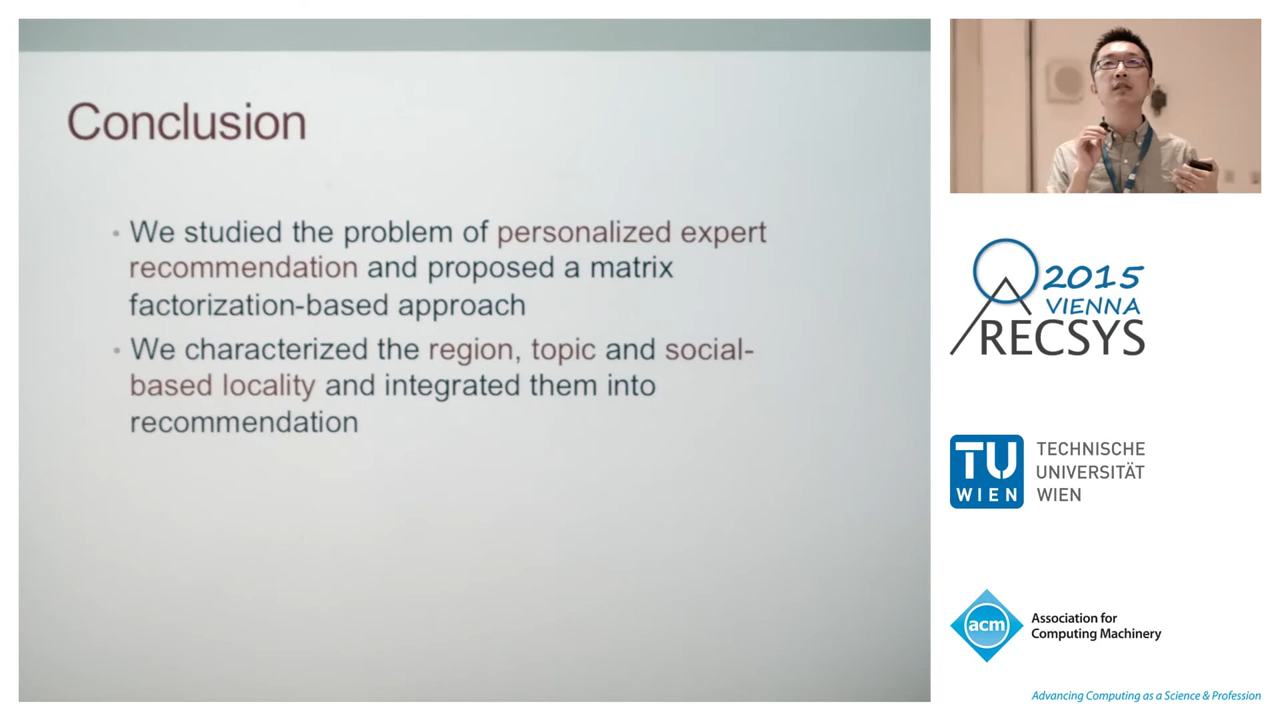 Conclusion
• We studied the problem of personalized expert
recommendation and proposed a matrix
factorization-based approach
• We characterized the region, topic and social-
based locality and integrated them into
recommendation
2015
VIENNA
RECSYS
TU
WIEN
TECHNISCHE
UNIVERSITÄT
WIEN
acm
Association for
Computing Machinery
Advancing Computing as a Science & Profession